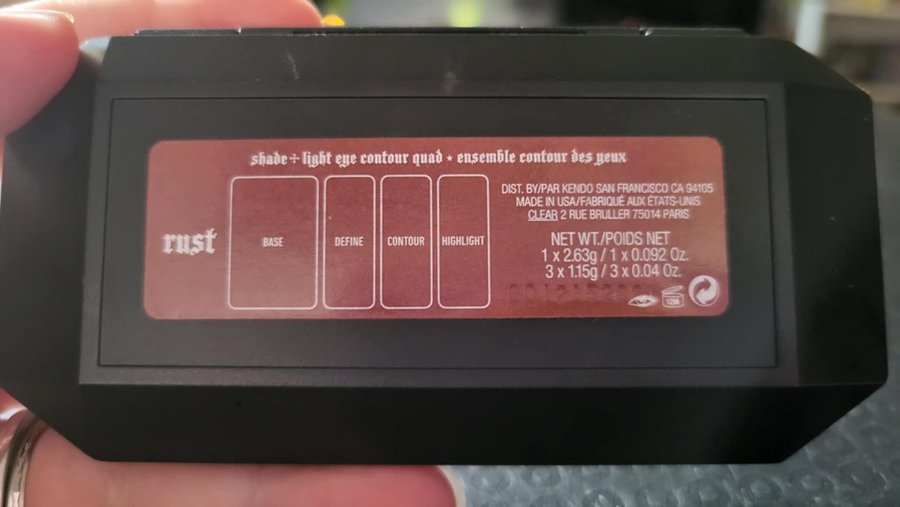 shade + light eye contour quad ★ ensemble contour des yeux
rust
BASE
DEFINE
CONTOUR
HIGHLIGHT
DIST. BY/PAR KENDO SAN FRANCISCO CA 94105
MADE IN USA/FABRIQUÉ AUX ÉTATS-UNIS
CLEAR 2 RUE BRULLER 75014 PARIS
NET WT./POIDS NET
1 x 2.63g / 1 x 0.092 Oz.
3 x 1.15g / 3 x 0.04 Oz.